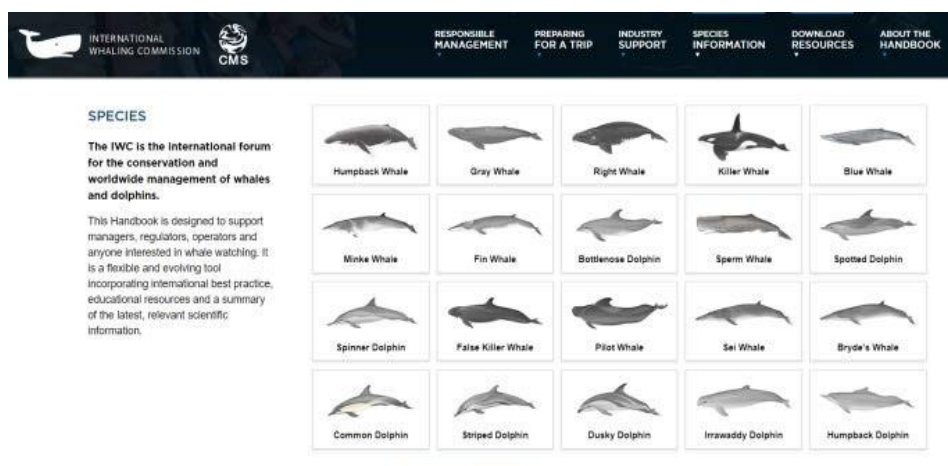 INTERNATIONAL
WHALING COMMISSION
CMS
RESPONSIBLE
MANAGEMENT
PREPARING
FOR A TRIP
INDUSTRY
SUPPORT
SPECIES
INFORMATION
DOWNLOAD
RESOURCES
ABOUT THE
HANDBOOK
SPECIES
The IWC is the international forum
for the conservation and
worldwide management of whales
and dolphins.
This Handbook is designed to support
managers, regulators, operators and
anyone interested in whale watching. It
is a flexible and evolving tool
incorporating international best practice,
educational resources and a summary
of the latest, relevant scientific
information.
Humpback Whale
Gray Whale
Right Whale
Killer Whale
Blue Whale
Minke Whale
Fin Whale
Bottlenose Dolphin
Sperm Whale
Spotted Dolphin
Spinner Dolphin
False Killer Whale
Pilot Whale
Sei Whale
Bryde's Whale
Common Dolphin
Striped Dolphin
Dusky Dolphin
Irrawaddy Dolphin
Humpback Dolphin